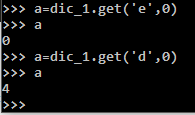 >>> a=dic_1.get('e',0)
>>> a
0
>>> a=dic_1.get('d',0)
>>> a
4
>>>